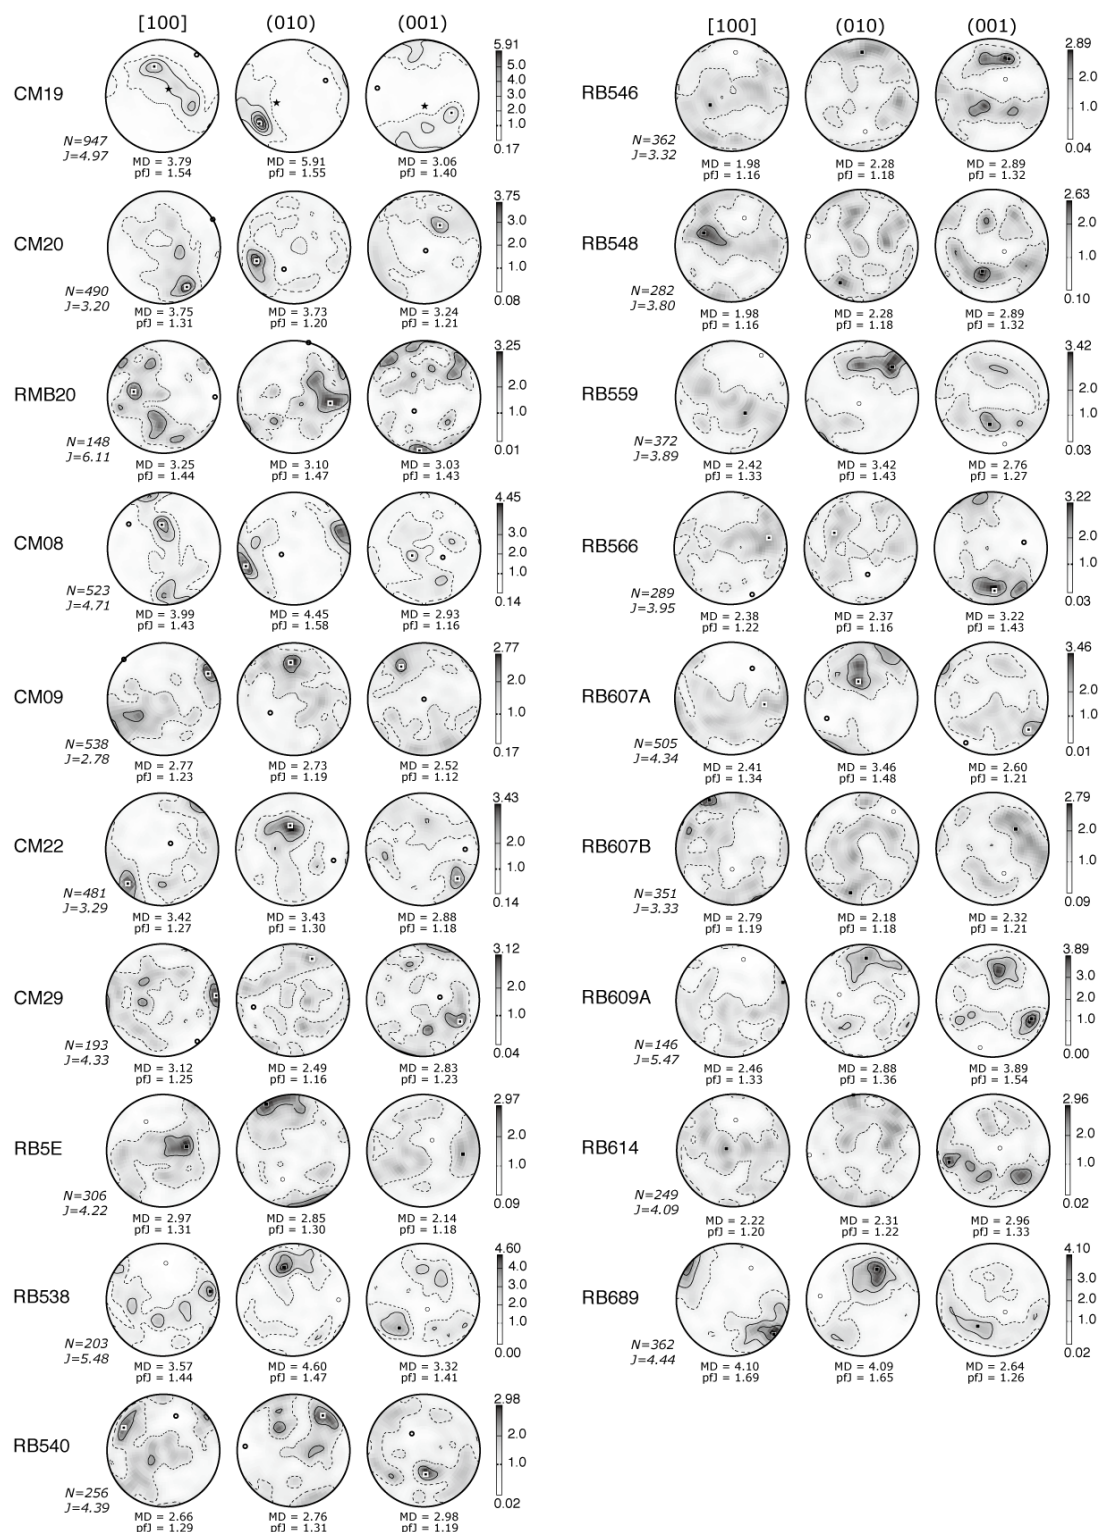 [100] (010) (001)
CM19
N=947
J=4.97
MD = 3.79 MD = 5.91 MD = 3.06
pfJ = 1.54 pfJ = 1.55 pfJ = 1.40
5.91
5.0
4.0
3.0
2.0
1.0
0.17
CM20
N=490
J=3.20
MD = 3.75 MD = 3.73 MD = 3.24
pfJ = 1.31 pfJ = 1.20 pfJ = 1.21
3.75
3.0
2.0
1.0
0.08
RMB20
N=148
J=6.11
MD = 3.25 MD = 3.10 MD = 3.03
pfJ = 1.44 pfJ = 1.47 pfJ = 1.43
3.25
2.0
1.0
0.01
CM08
N=523
J=4.71
MD = 3.99 MD = 4.45 MD = 2.93
pfJ = 1.43 pfJ = 1.58 pfJ = 1.16
4.45
3.0
2.0
1.0
0.14
CM09
N=538
J=2.78
MD = 2.77 MD = 2.73 MD = 2.52
pfJ = 1.23 pfJ = 1.19 pfJ = 1.12
2.77
2.0
1.0
0.17
CM22
N=481
J=3.29
MD = 3.42 MD = 3.43 MD = 2.88
pfJ = 1.27 pfJ = 1.30 pfJ = 1.18
3.43
2.0
1.0
0.14
CM29
N=193
J=4.33
MD = 3.12 MD = 2.49 MD = 2.83
pfJ = 1.25 pfJ = 1.16 pfJ = 1.23
3.12
2.0
1.0
0.04
RB5E
N=306
J=4.22
MD = 2.97 MD = 2.85 MD = 2.14
pfJ = 1.31 pfJ = 1.30 pfJ = 1.18
2.97
2.0
1.0
0.09
RB538
N=203
J=5.48
MD = 3.57 MD = 4.60 MD = 3.32
pfJ = 1.44 pfJ = 1.47 pfJ = 1.41
4.60
4.0
3.0
2.0
1.0
0.00
RB540
N=256
J=4.39
MD = 2.66 MD = 2.76 MD = 2.98
pfJ = 1.29 pfJ = 1.31 pfJ = 1.19
2.98
2.0
1.0
0.02
[100] (010) (001)
RB546
N=362
J=3.32
MD = 1.98 MD = 2.28 MD = 2.89
pfJ = 1.16 pfJ = 1.18 pfJ = 1.32
2.89
2.0
1.0
0.04
RB548
N=282
J=3.80
MD = 1.98 MD = 2.28 MD = 2.89
pfJ = 1.16 pfJ = 1.18 pfJ = 1.32
2.63
2.0
1.0
0.10
RB559
N=372
J=3.89
MD = 2.42 MD = 3.42 MD = 2.76
pfJ = 1.33 pfJ = 1.43 pfJ = 1.27
3.42
2.0
1.0
0.03
RB566
N=289
J=3.95
MD = 2.38 MD = 2.37 MD = 3.22
pfJ = 1.22 pfJ = 1.16 pfJ = 1.43
3.22
2.0
1.0
0.03
RB607A
N=505
J=4.34
MD = 2.41 MD = 3.46 MD = 2.60
pfJ = 1.34 pfJ = 1.48 pfJ = 1.21
3.46
2.0
1.0
0.01
RB607B
N=351
J=3.33
MD = 2.79 MD = 2.18 MD = 2.32
pfJ = 1.19 pfJ = 1.18 pfJ = 1.21
2.79
2.0
1.0
0.09
RB609A
N=146
J=5.47
MD = 2.46 MD = 2.88 MD = 3.89
pfJ = 1.33 pfJ = 1.36 pfJ = 1.54
3.89
3.0
2.0
1.0
0.00
RB614
N=249
J=4.09
MD = 2.22 MD = 2.31 MD = 2.96
pfJ = 1.20 pfJ = 1.22 pfJ = 1.33
2.96
2.0
1.0
0.02
RB689
N=362
J=4.44
MD = 4.10 MD = 4.09 MD = 2.64
pfJ = 1.69 pfJ = 1.65 pfJ = 1.26
4.10
3.0
2.0
1.0
0.02